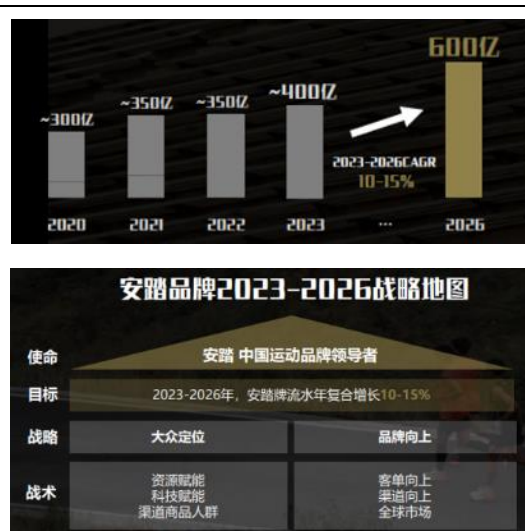 600亿
~400亿
~350亿
~350亿
~300亿
2023-2026CAGR
10-15%
2020
2021
2022
2023
...
2026
安踏品牌2023-2026战略地图
使命
安踏 中国运动品牌领导者
目标
2023-2026年，安踏牌流水年复合增长10-15%
战略
大众定位
品牌向上
战术
资源赋能
科技赋能
渠道商品人群
客单向上
渠道向上
全球市场